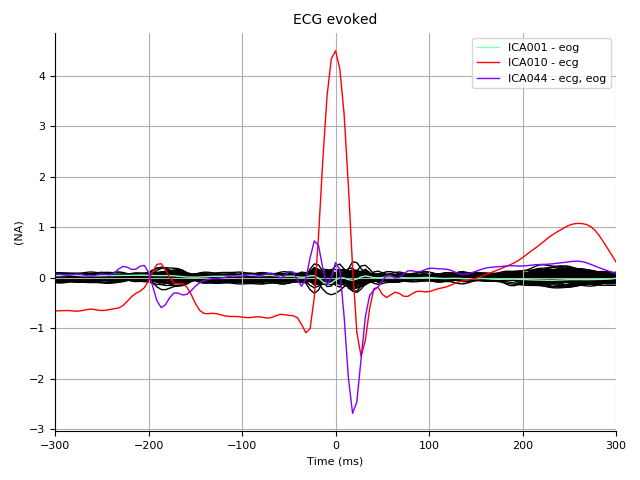 ECG evoked
ICA001 - eog
ICA010 - ecg
ICA044 - ecg, eog
(NA)
4
3
2
1
0
−1
−2
−3
−300
−200
−100
0
100
200
300
Time (ms)